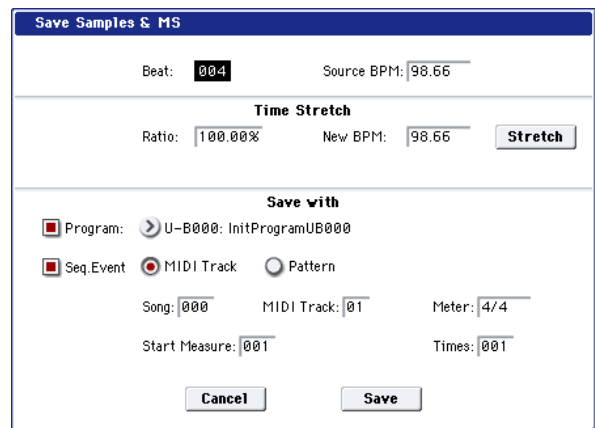 Save Samples & MS
Beat: 004 Source BPM: 98.66
Time Stretch
Ratio: 100.00% New BPM: 98.66 Stretch
Save with
Program: U-B000: InitProgramUB000
Seq.Event MIDI Track Pattern
Song: 000 MIDI Track: 01 Meter: 4/4
Start Measure: 001 Times: 001
Cancel Save